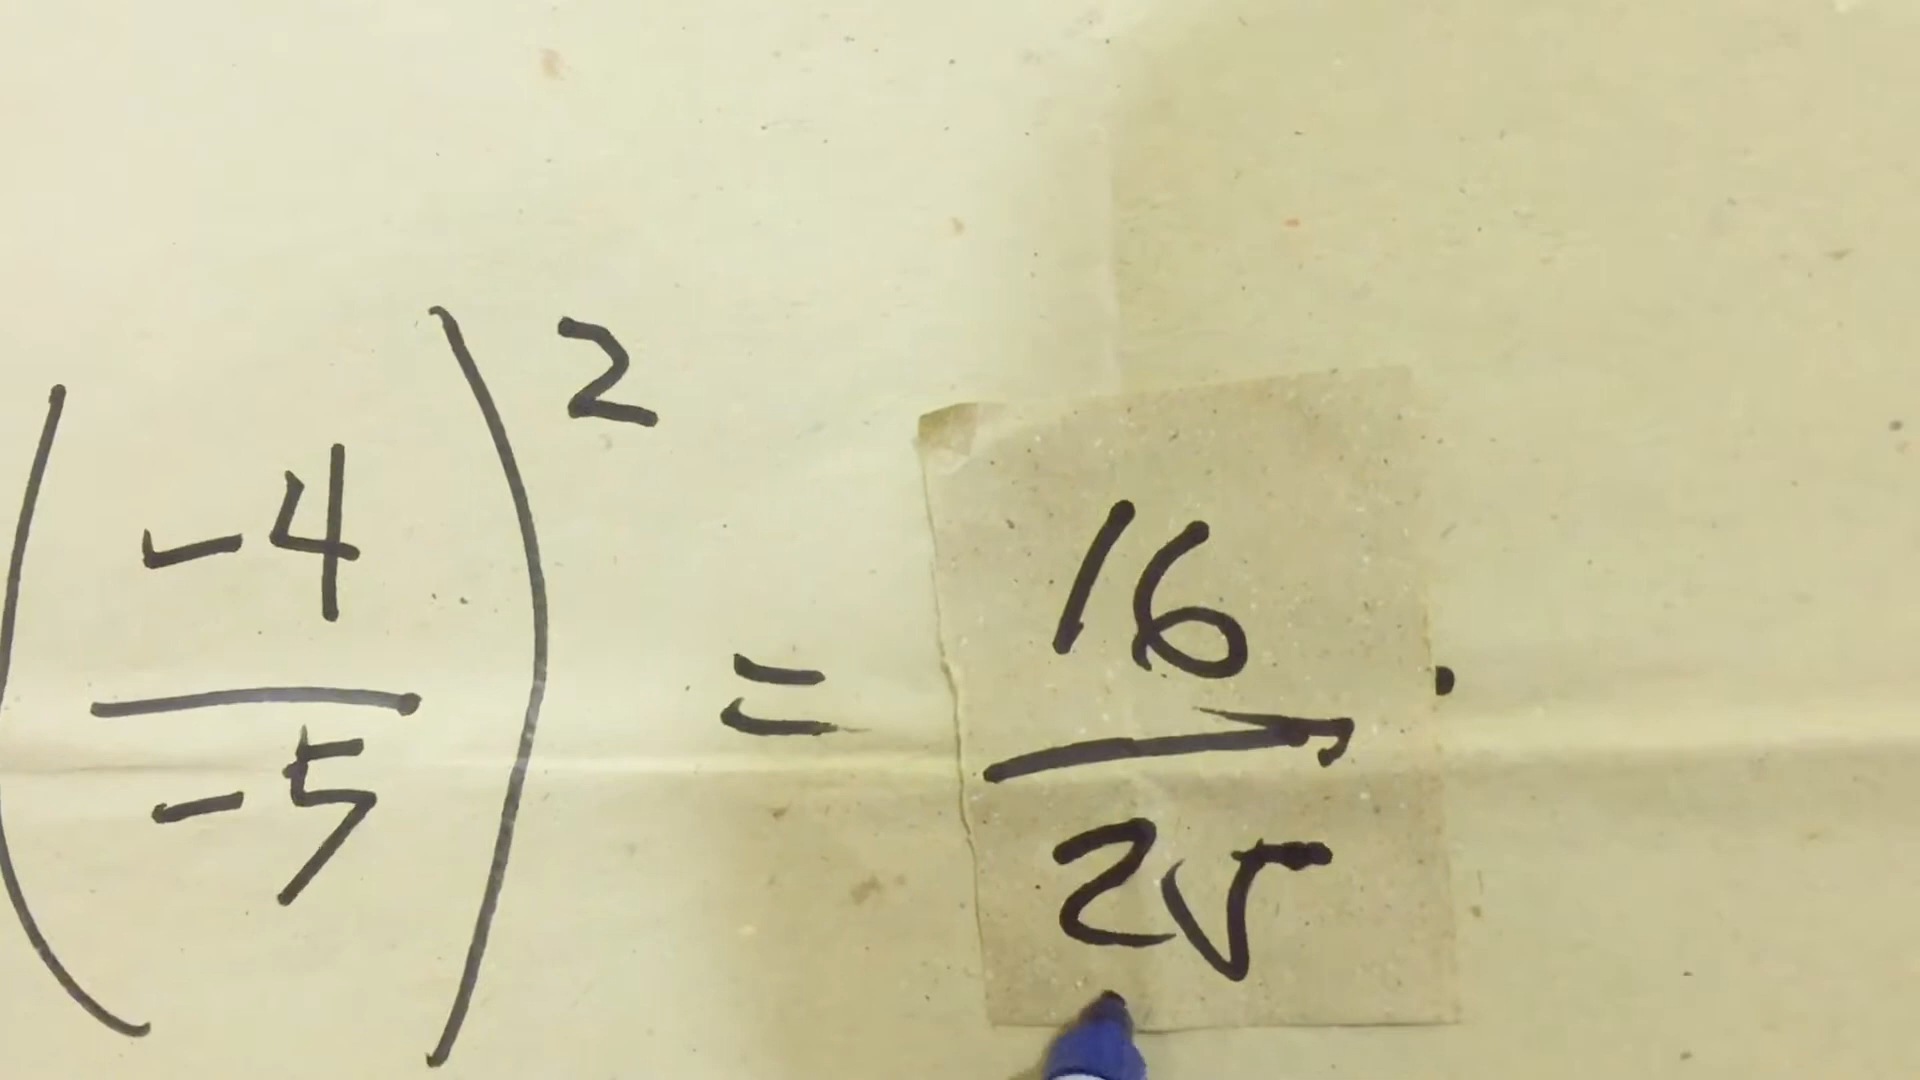 (-4/-5)² = 16/25.